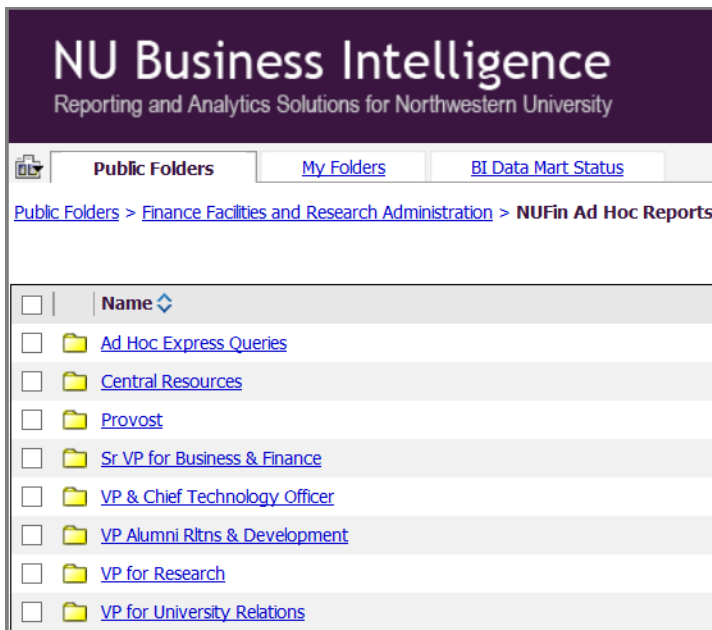 NU Business Intelligence
Reporting and Analytics Solutions for Northwestern University
Public Folders My Folders BI Data Mart Status
Public Folders > Finance Facilities and Research Administration > NUFin Ad Hoc Reports
Name
Ad Hoc Express Queries
Central Resources
Provost
Sr VP for Business & Finance
VP & Chief Technology Officer
VP Alumni Rltns & Development
VP for Research
VP for University Relations